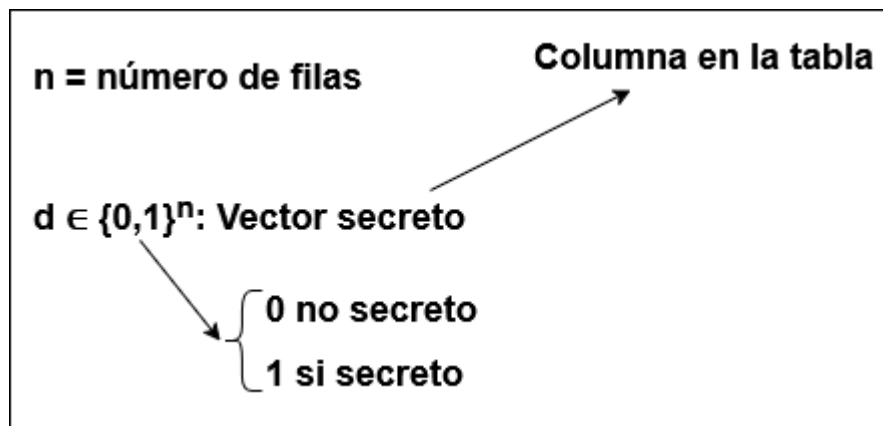 n = número de filas
Columna en la tabla
d ∈ {0,1}ⁿ: Vector secreto
0 no secreto
1 si secreto